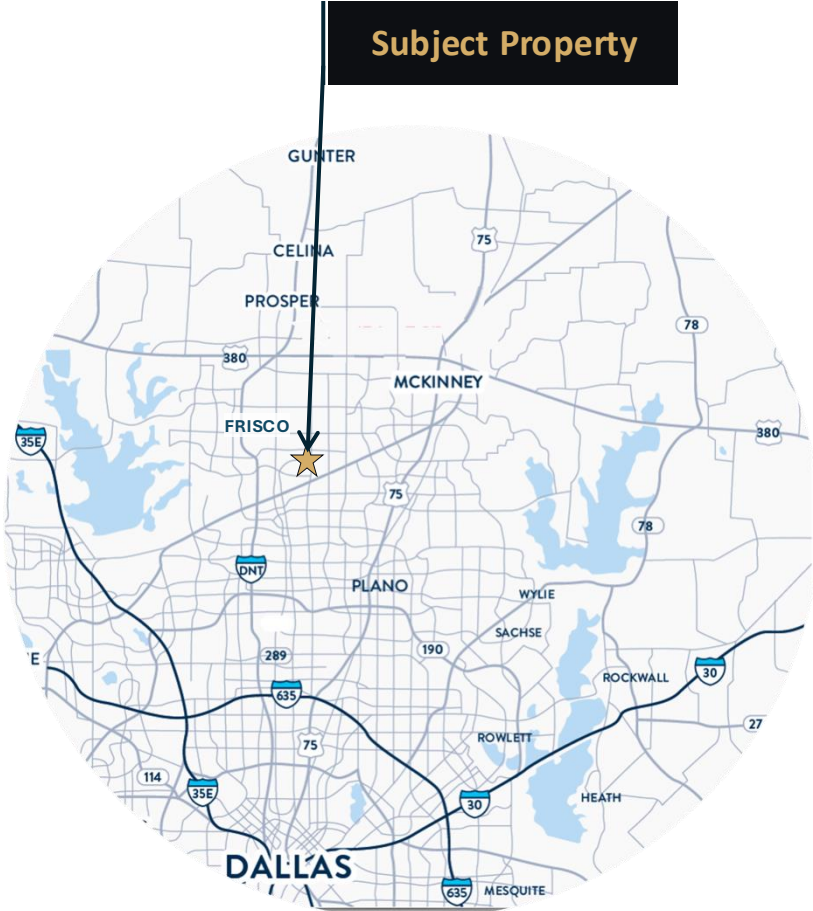 Subject Property
GUNTER
75
CELINA
PROSPER
78
380
MCKINNEY
FRISCO
380
35E
75
78
DNT
PLANO
WYLIE
SACHSE
190
289
E
ROCKWALL
30
635
27
ROWLETT
75
114
35E
HEATH
30
DALLAS
635
MESQUITE